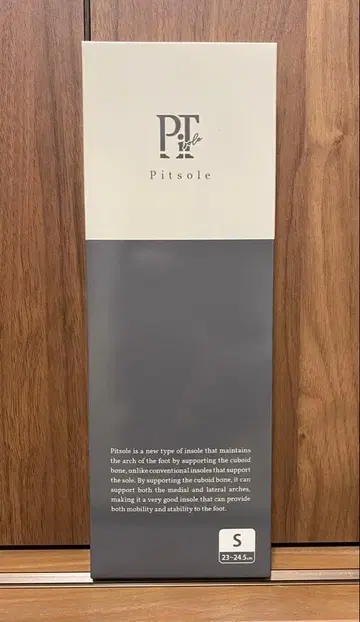 PiT
sole
Pitsole
Pitsole is a new type of insole that maintains
the arch of the foot by supporting the cuboid
bone, unlike conventional insoles that support
the sole. By supporting the cuboid bone, it can
support both the medial and lateral arches,
making it a very good insole that can provide
both mobility and stability to the foot.
S
23~24.5cm